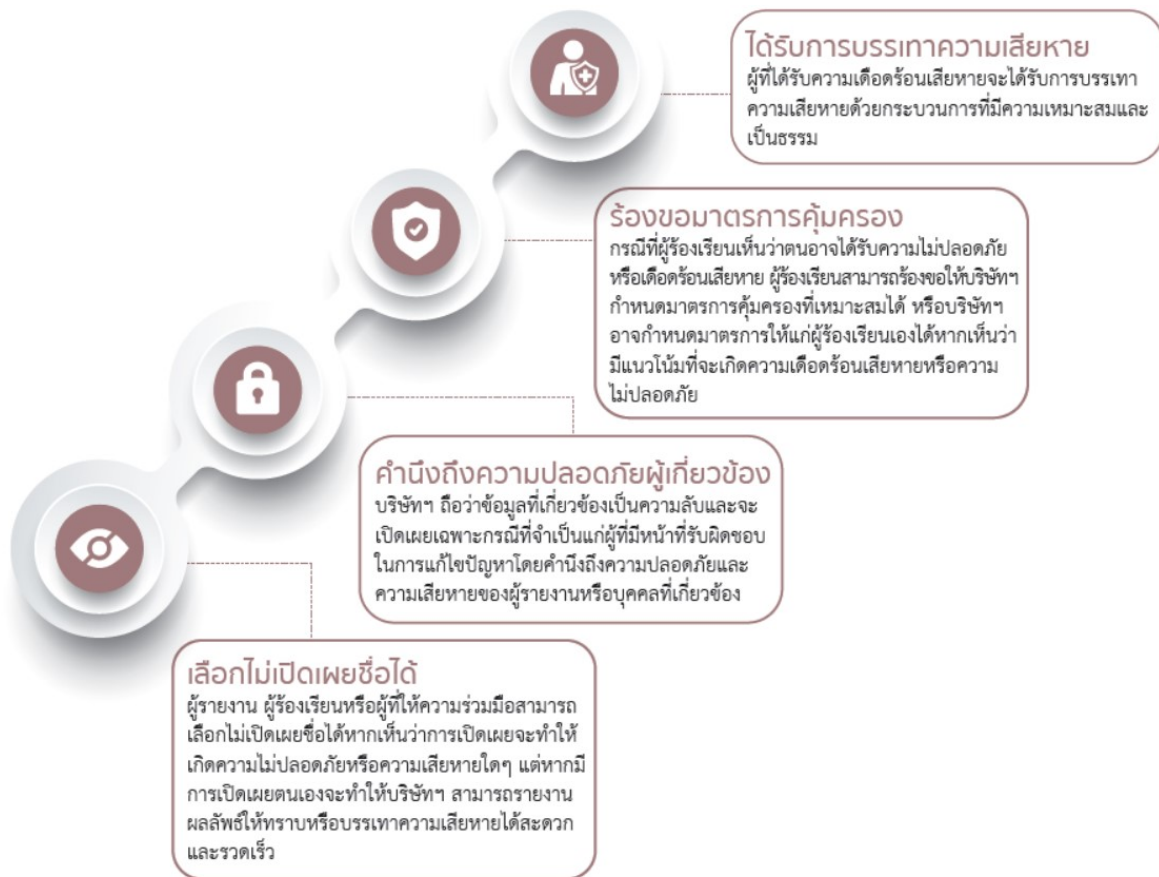 ได้รับการบรรเทาความเสียหาย
ผู้ที่ได้รับความเดือดร้อนเสียหายจะได้รับการบรรเทา
ความเสียหายด้วยกระบวนการที่มีความเหมาะสมและ
เป็นธรรม
ร้องขอมาตรการคุ้มครอง
กรณีที่ผู้ร้องเรียนเห็นว่าตนอาจได้รับความไม่ปลอดภัย
หรือเดือดร้อนเสียหาย ผู้ร้องเรียนสามารถร้องขอให้บริษัทฯ
กำหนดมาตรการคุ้มครองที่เหมาะสมได้ หรือบริษัทฯ
อาจกำหนดมาตรการให้แก่ผู้ร้องเรียนเองได้หากเห็นว่า
มีแนวโน้มที่จะเกิดความเดือดร้อนเสียหายหรือความ
ไม่ปลอดภัย
คำนึงถึงความปลอดภัยผู้เกี่ยวข้อง
บริษัทฯ ถือว่าข้อมูลที่เกี่ยวข้องเป็นความลับและจะ
เปิดเผยเฉพาะกรณีที่จำเป็นแก่ผู้ที่มีหน้าที่รับผิดชอบ
ในการแก้ไขปัญหาโดยคำนึงถึงความปลอดภัยและ
ความเสียหายของผู้รายงานหรือบุคคลที่เกี่ยวข้อง
เลือกไม่เปิดเผยชื่อได้
ผู้รายงาน ผู้ร้องเรียนหรือผู้ที่ให้ความร่วมมือสามารถ
เลือกไม่เปิดเผยชื่อได้หากเห็นว่าการเปิดเผยจะทำให้
เกิดความไม่ปลอดภัยหรือความเสียหายใดๆ แต่หากมี
การเปิดเผยตนเองจะทำให้บริษัทฯ สามารถรายงาน
ผลลัพธ์ให้ทราบหรือบรรเทาความเสียหายได้สะดวก
และรวดเร็ว